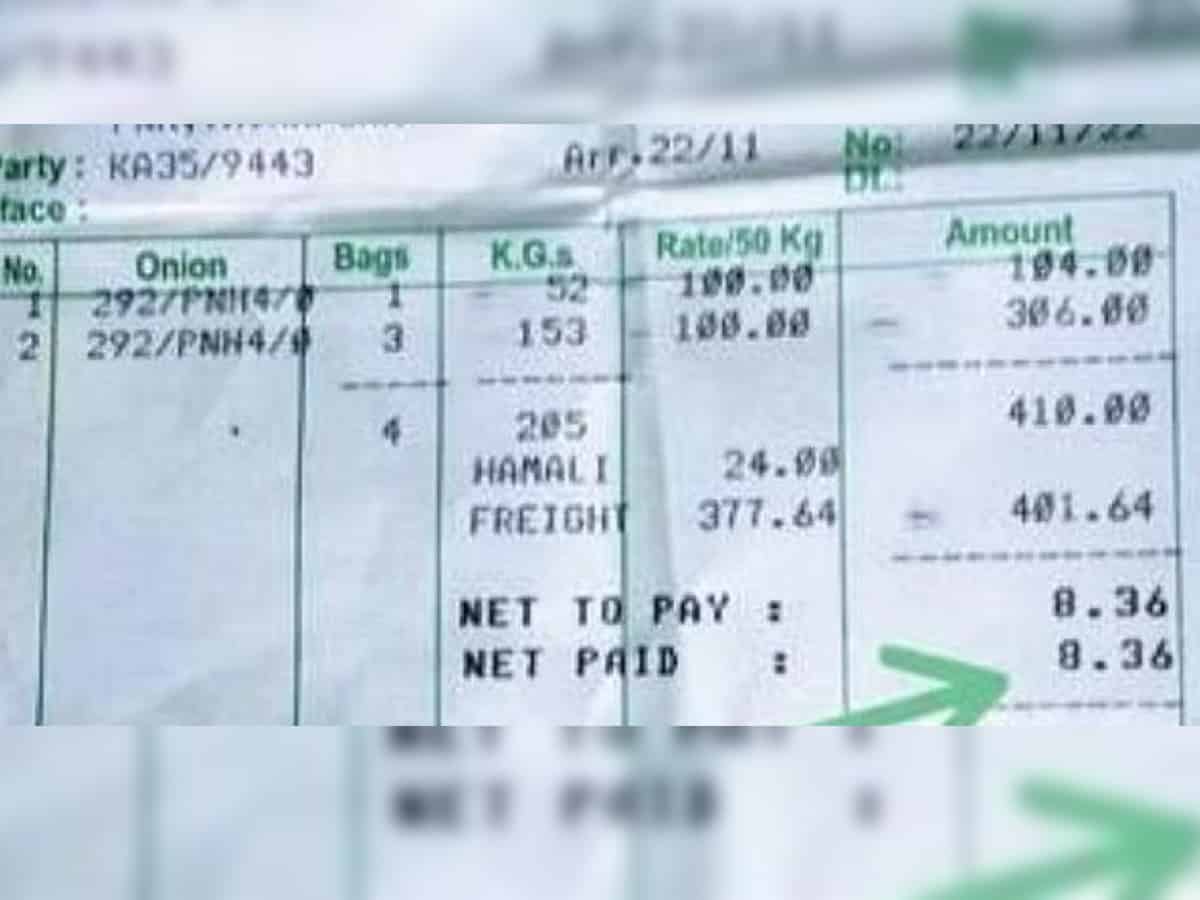 Party : KA35/9443 Arr.22/11 No: 22/11/22
face : Dt.:
No. Onion Bags K.G.s Rate/50 Kg Amount
1 292/PNH4/0 1 52 100.00 104.00
2 292/PNH4/0 3 153 100.00 306.00
4 205 410.00
HAMALI 24.00
FREIGHT 377.64 401.64
NET TO PAY : 8.36
NET PAID : 8.36